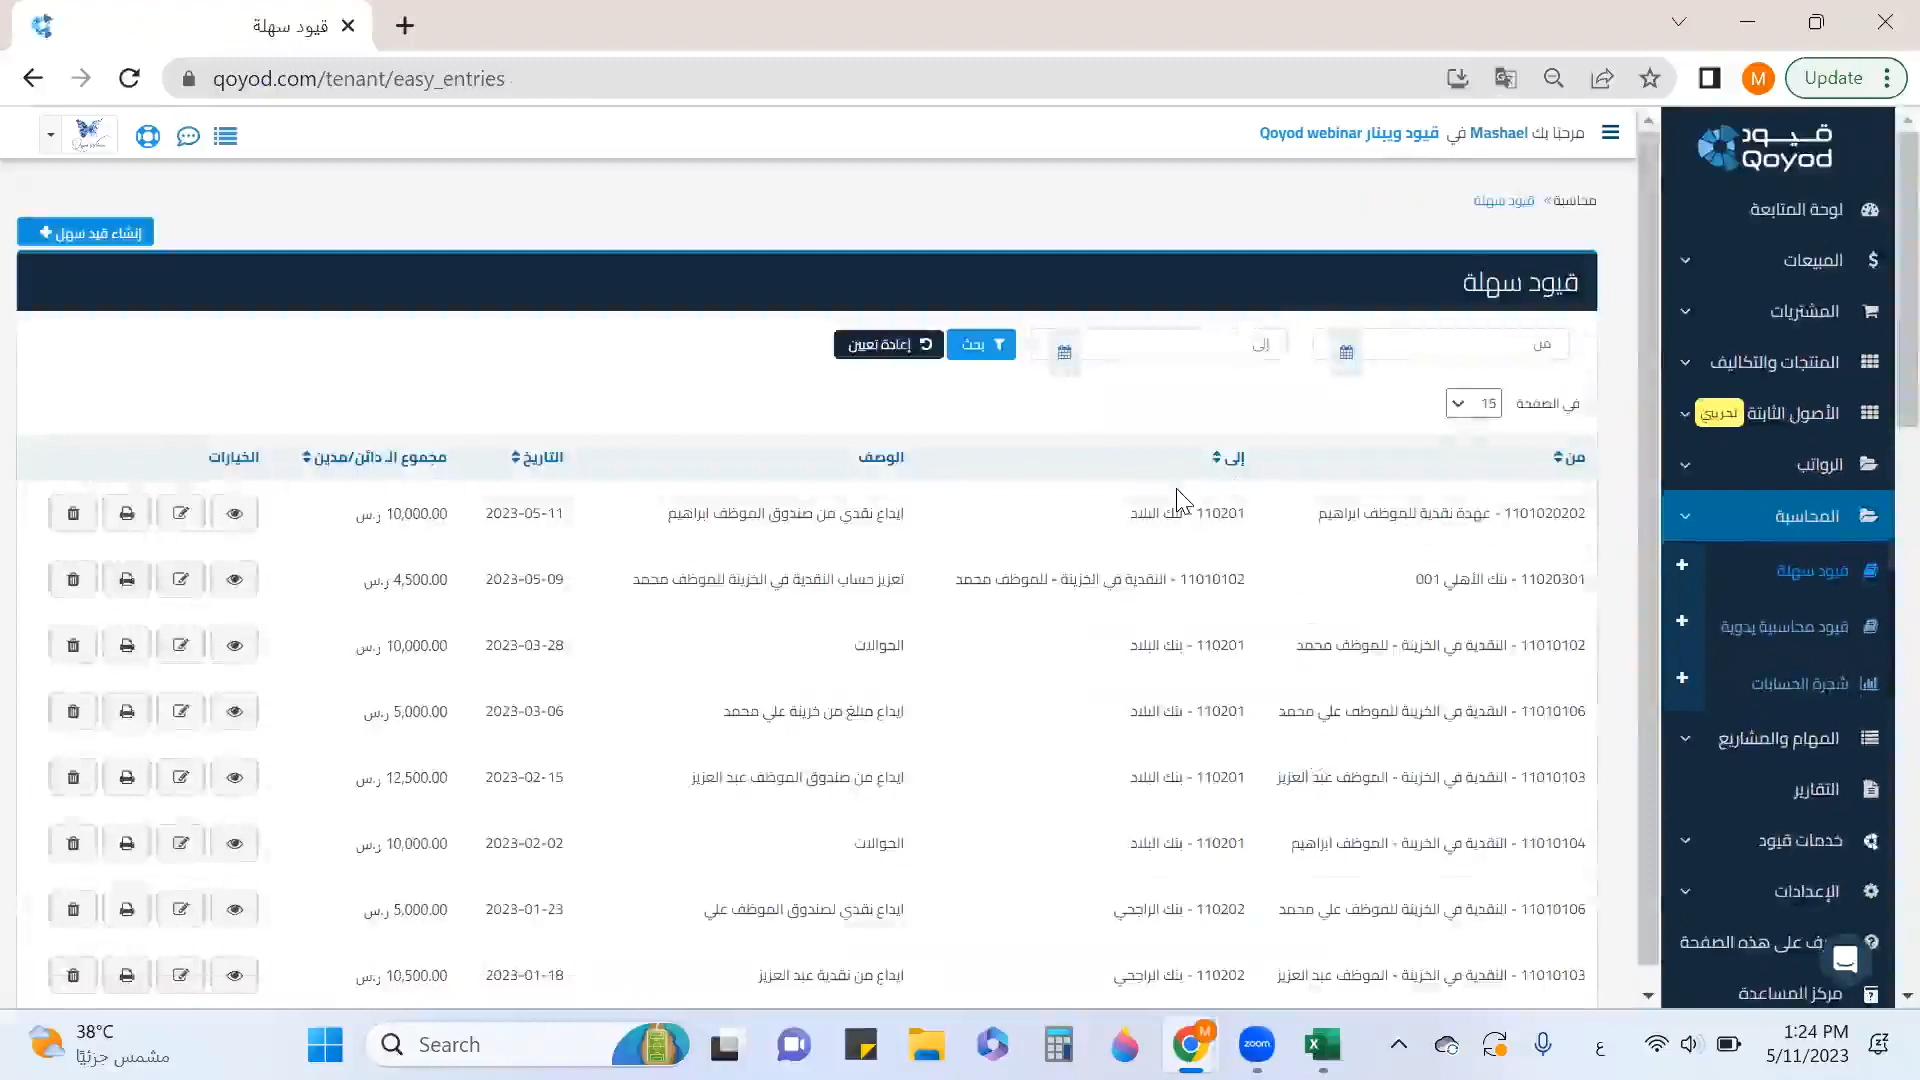 قيود سهلة
qoyod.com/tenant/easy_entries
M
Update
مرحبًا بك Mashael في قيود ويبنار Qoyod webinar
محاسبة » قيود سهلة
إنشاء قيد سهل
قيود سهلة
من
إلى
بحث
إعادة تعيين
في الصفحة 15
من إلى الوصف التاريخ مجموع الـ دائن/مدين الخيارات
1101020202 - عهدة نقدية للموظف ابراهيم 110201 - بنك البلاد ايداع نقدي من صندوق الموظف ابراهيم 2023-05-11 10,000.00 ر.س
11020301 - بنك الأهلي 001 11010102 - النقدية في الخزينة - للموظف محمد تعزيز حساب النقدية في الخزينة للموظف محمد 2023-05-09 4,500.00 ر.س
11010102 - النقدية في الخزينة - للموظف محمد 110201 - بنك البلاد الحوالات 2023-03-28 10,000.00 ر.س
11010106 - النقدية في الخزينة للموظف علي محمد 110201 - بنك البلاد ايداع مبلغ من خزينة علي محمد 2023-03-06 5,000.00 ر.س
11010103 - النقدية في الخزينة - الموظف عبد العزيز 110201 - بنك البلاد ايداع من صندوق الموظف عبد العزيز 2023-02-15 12,500.00 ر.س
11010104 - النقدية في الخزينة - الموظف ابراهيم 110201 - بنك البلاد الحوالات 2023-02-02 10,000.00 ر.س
11010106 - النقدية في الخزينة للموظف علي محمد 110202 - بنك الراجحي ايداع نقدي لصندوق الموظف علي 2023-01-23 5,000.00 ر.س
11010103 - النقدية في الخزينة - الموظف عبد العزيز 110202 - بنك الراجحي ايداع من نقدية عبد العزيز 2023-01-18 10,500.00 ر.س
قيود
Qoyod
لوحة المتابعة
المبيعات
المشتريات
المنتجات والتكاليف
الأصول الثابتة تجريبي
الرواتب
المحاسبة
قيود سهلة
قيود محاسبية يدوية
شجرة الحسابات
المهام والمشاريع
التقارير
خدمات قيود
الإعدادات
على هذه الصفحة
مركز المساعدة
38°C
مشمس جزئيًا
Search
M
zoom
ع
1:24 PM
5/11/2023